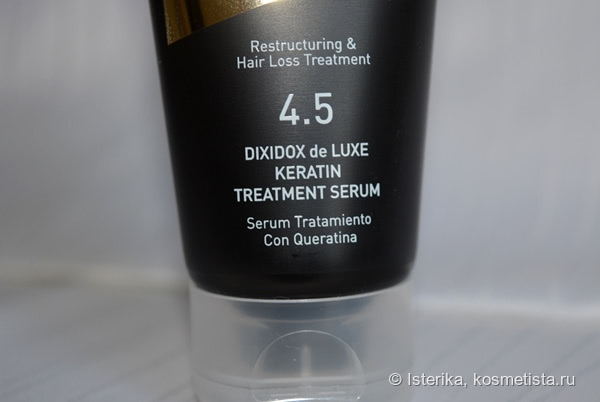 Restructuring &
Hair Loss Treatment
4.5
DIXIDOX de LUXE
KERATIN
TREATMENT SERUM
Serum Tratamiento
Con Queratina
© Isterika, kosmetista.ru